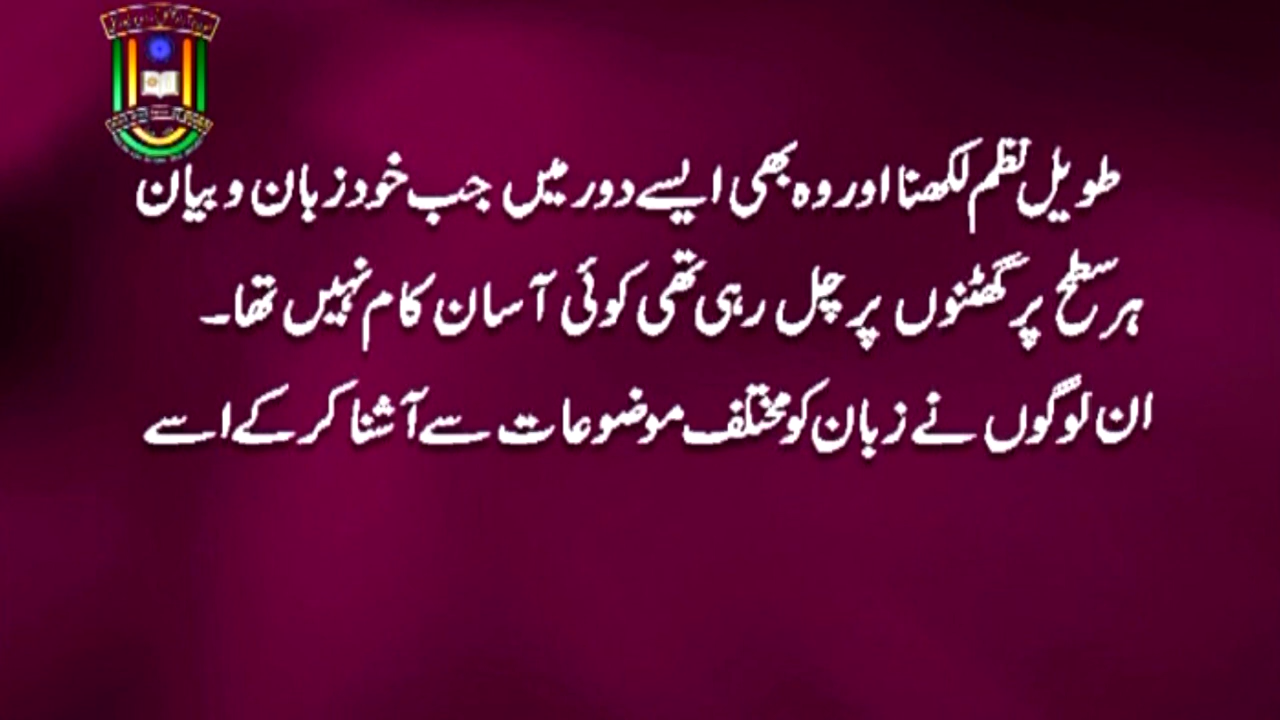 طویل نظم لکھنا اور وہ بھی ایسے دور میں جب خود زبان و بیان
ہر سطح پر گھٹنوں پر چل رہی تھی کوئی آسان کام نہیں تھا۔
ان لوگوں نے زبان کو مختلف موضوعات سے آشنا کر کے اسے